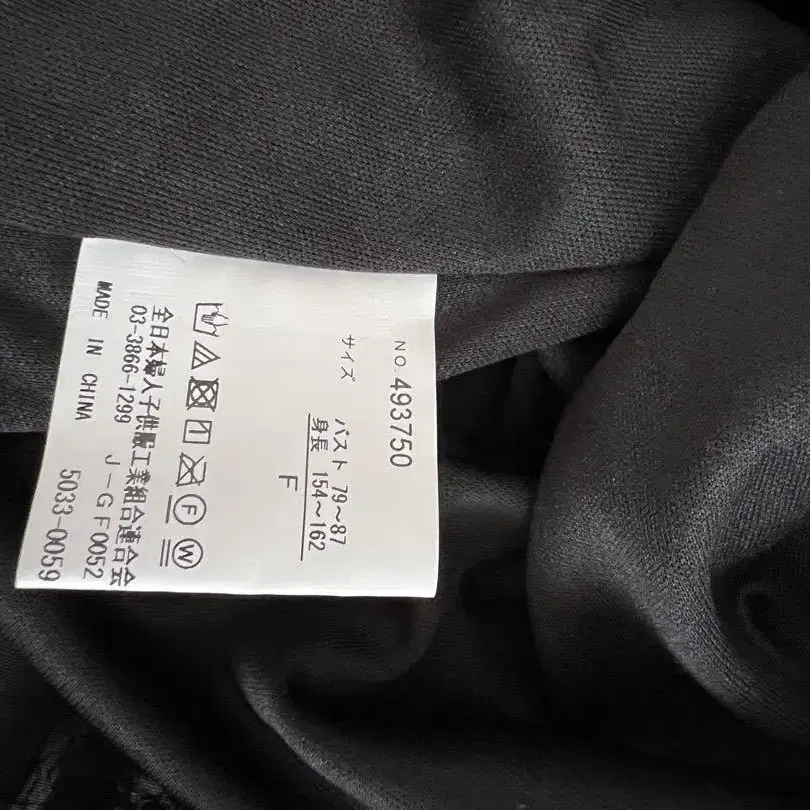 NO.493750
サイズ
バスト 79～87
身長 154～162
F
全日本婦人子供服工業組合連合会
03-3866-1299 J-GF0052
MADE IN CHINA 5033-0059